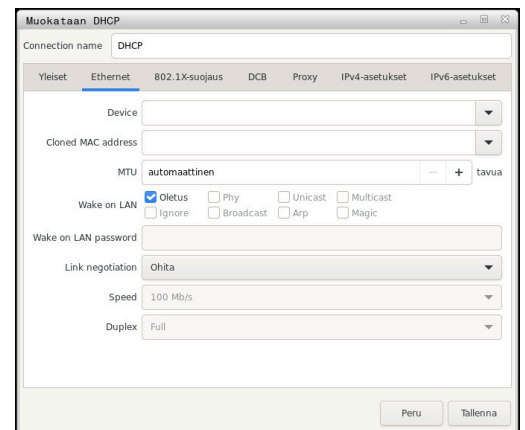 Muokataan DHCP
Connection name DHCP
Yleiset Ethernet 802.1X-suojaus DCB Proxy IPv4-asetukset IPv6-asetukset
Device
Cloned MAC address
MTU automaattinen − + tavua
Wake on LAN
Oletus Phy Unicast Multicast
Ignore Broadcast Arp Magic
Wake on LAN password
Link negotiation Ohita
Speed 100 Mb/s
Duplex Full
Peru Tallenna